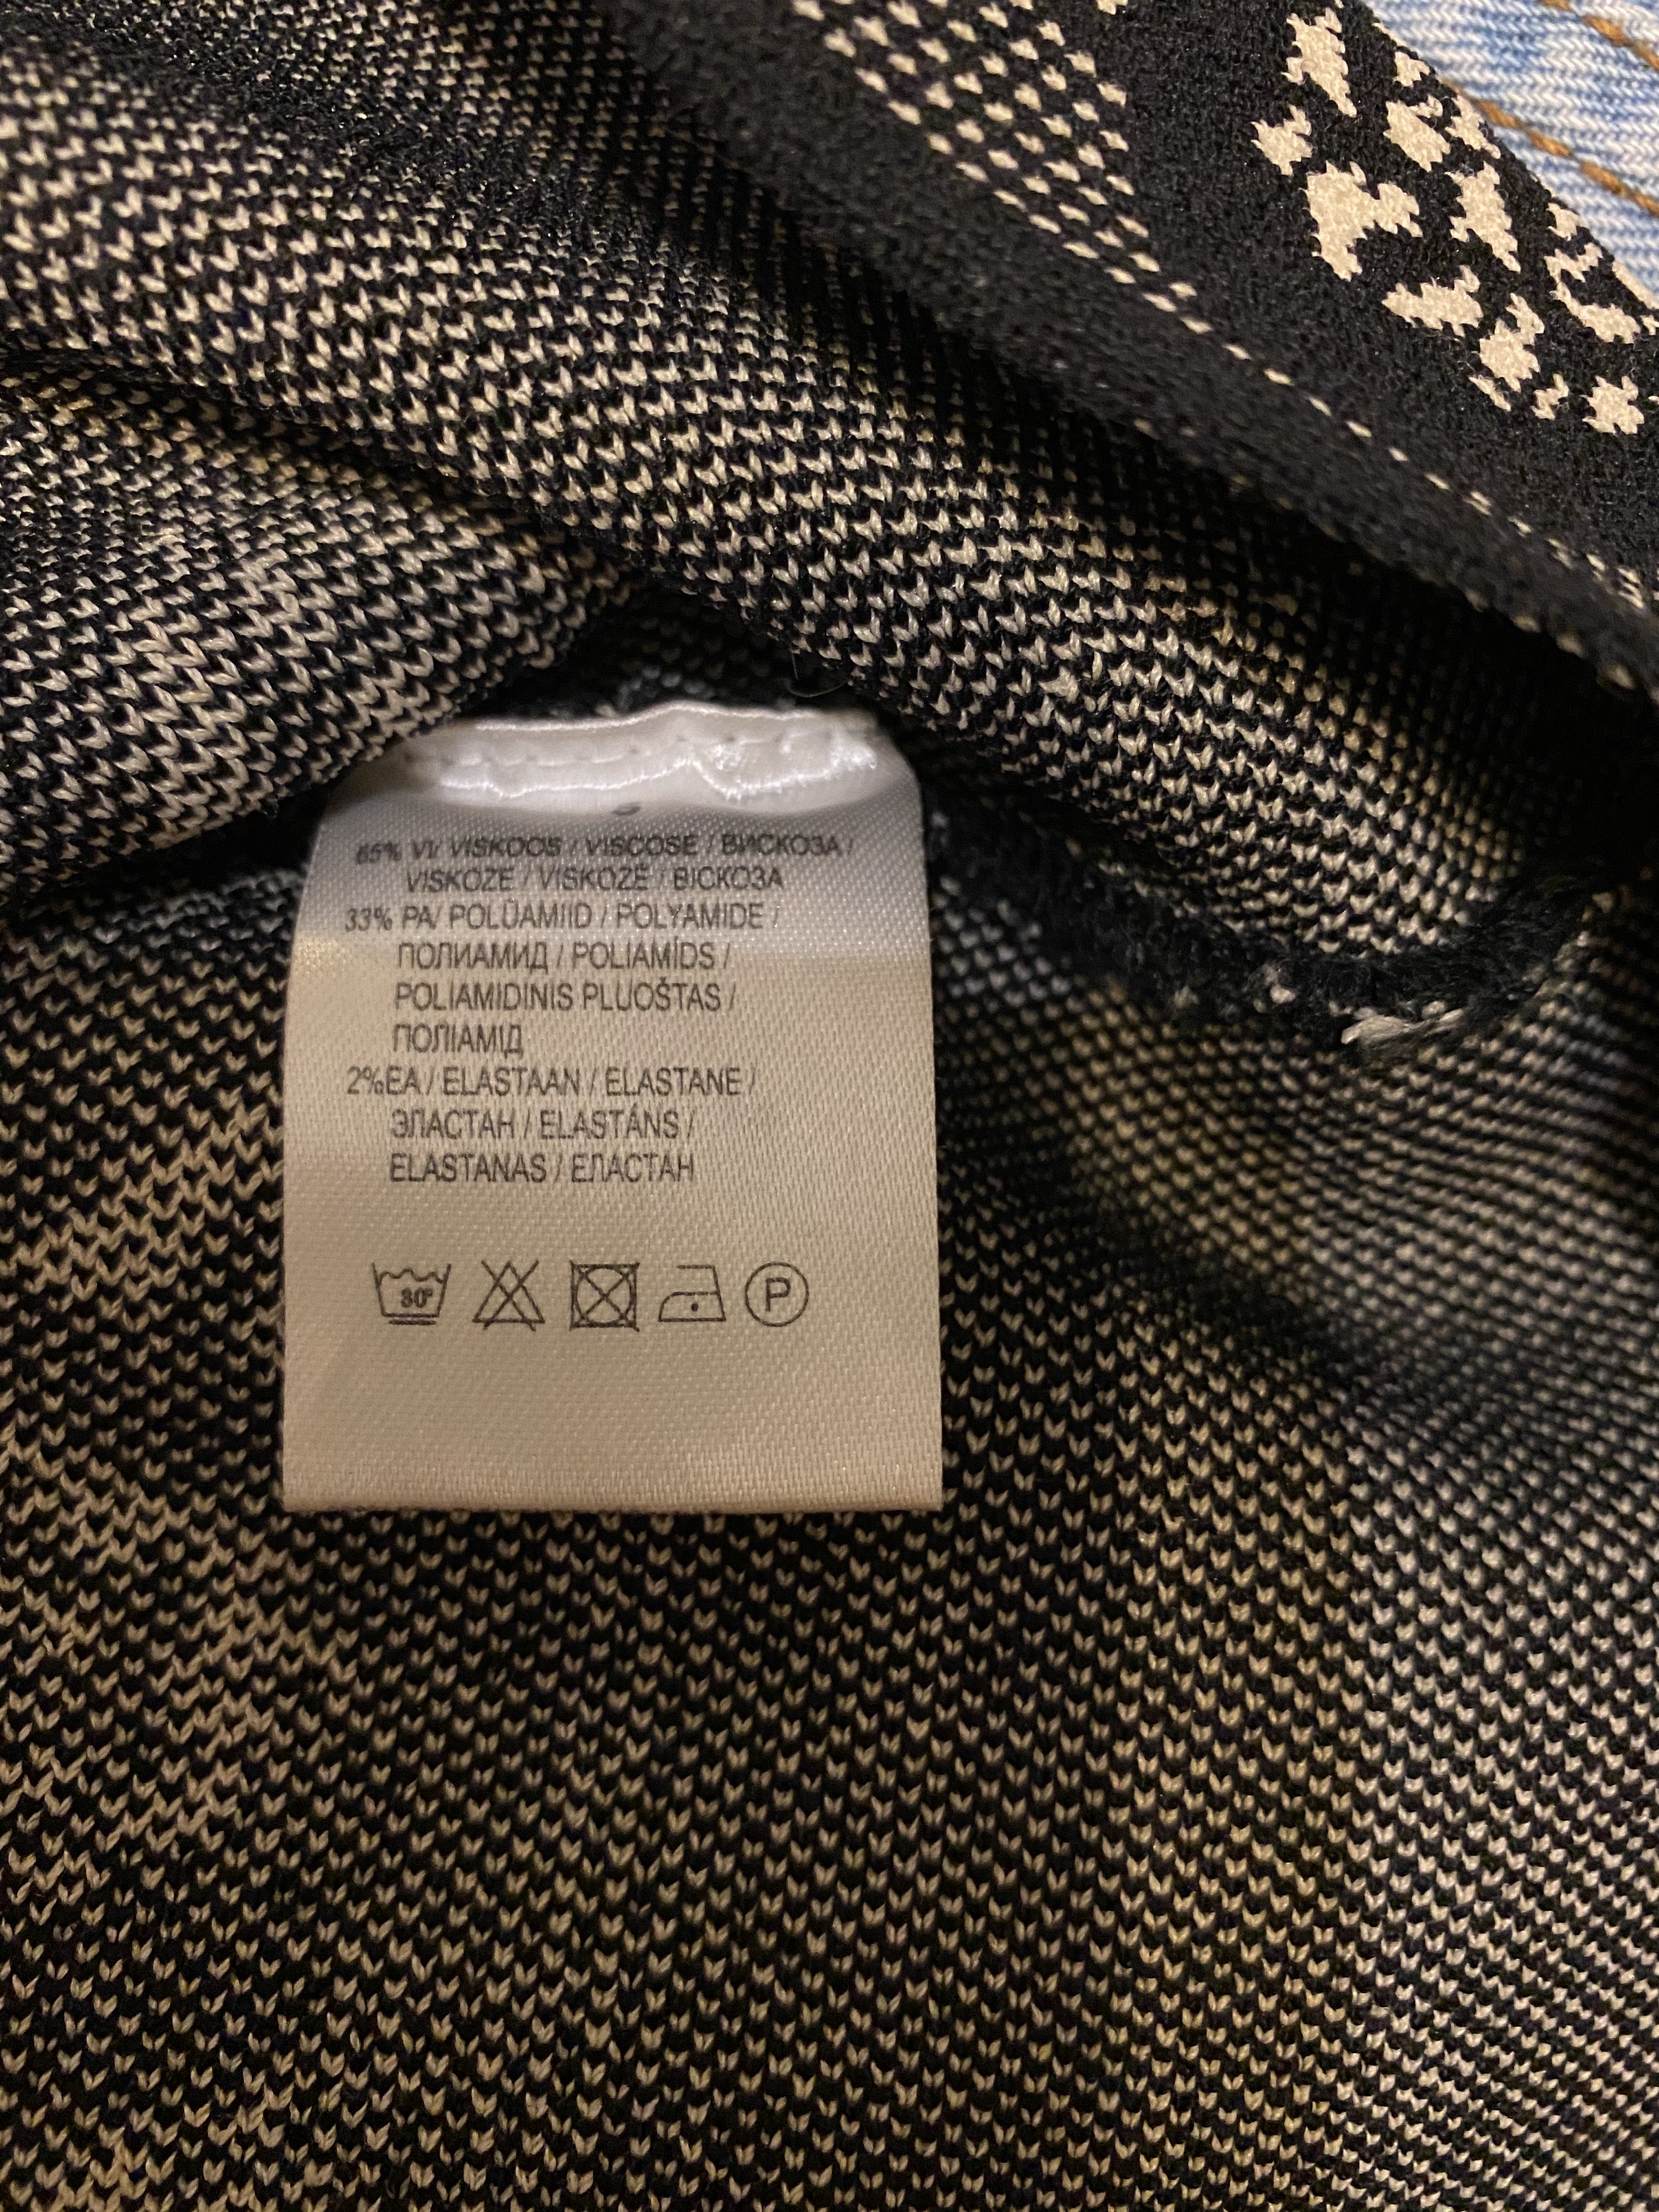 65% VI/ VISKOOS / VISCOSE / ВИСКОЗА /
VISKOZE / VISKOZĖ / ВІСКОЗА
33% PA/ POLÜAMIID / POLYAMIDE /
ПОЛИАМИД / POLIAMĪDS /
POLIAMIDINIS PLUOŠTAS /
ПОЛІАМІД
2%EA / ELASTAAN / ELASTANE /
ЭЛАСТАН / ELASTĀNS /
ELASTANAS / ЕЛАСТАН
30° P